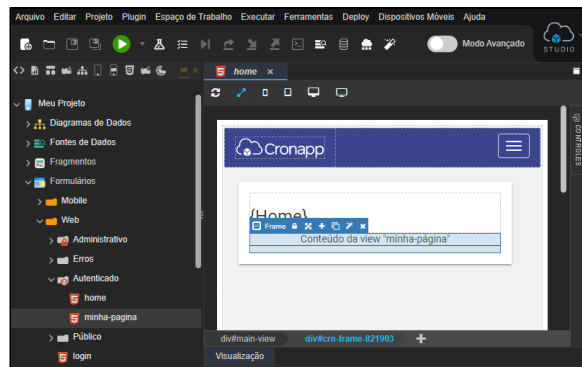 Arquivo Editar Projeto Plugin Espaço de Trabalho Executar Ferramentas Deploy Dispositivos Móveis Ajuda
Modo Avançado
STUDIO
home ×
Meu Projeto
Diagramas de Dados
Fontes de Dados
Fragmentos
Formulários
Mobile
Web
Administrativo
Erros
Autenticado
home
minha-pagina
Público
login
Cronapp
{Home}
Frame
Conteúdo da view "minha-página"
div#main-view div#crn-frame-821903
Visualização
CONTROLES